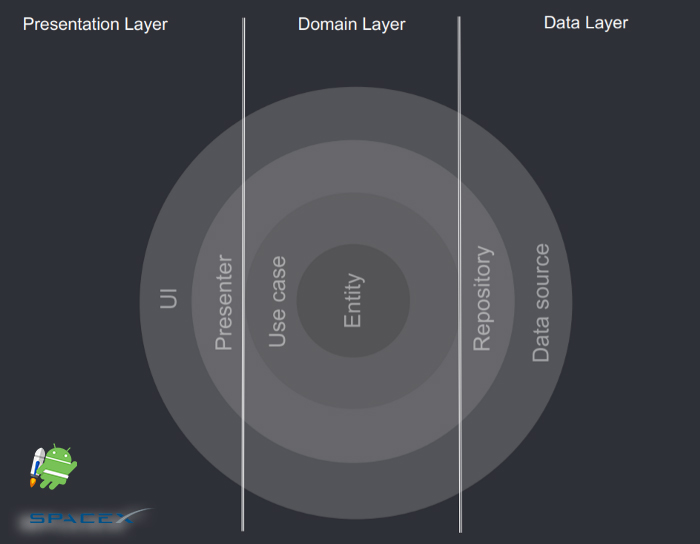 Presentation Layer
Domain Layer
Data Layer
UI
Presenter
Use case
Entity
Repository
Data source
SPACEX